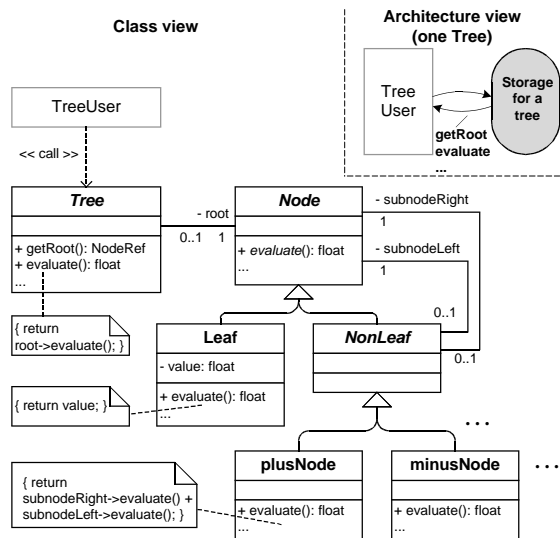 Class view
Architecture view
(one Tree)
Tree
User
Storage
for a
tree
getRoot
evaluate
...
TreeUser
<< call >>
Tree
+ getRoot(): NodeRef
+ evaluate(): float
...
- root
0..1
1
Node
+ evaluate(): float
...
- subnodeRight
1
- subnodeLeft
1
0..1
0..1
{ return
root->evaluate(); }
Leaf
- value: float
+ evaluate(): float
...
NonLeaf
{ return value; }
...
{ return
subnodeRight->evaluate() +
subnodeLeft->evaluate(); }
plusNode
+ evaluate(): float
...
minusNode
+ evaluate(): float
...
...